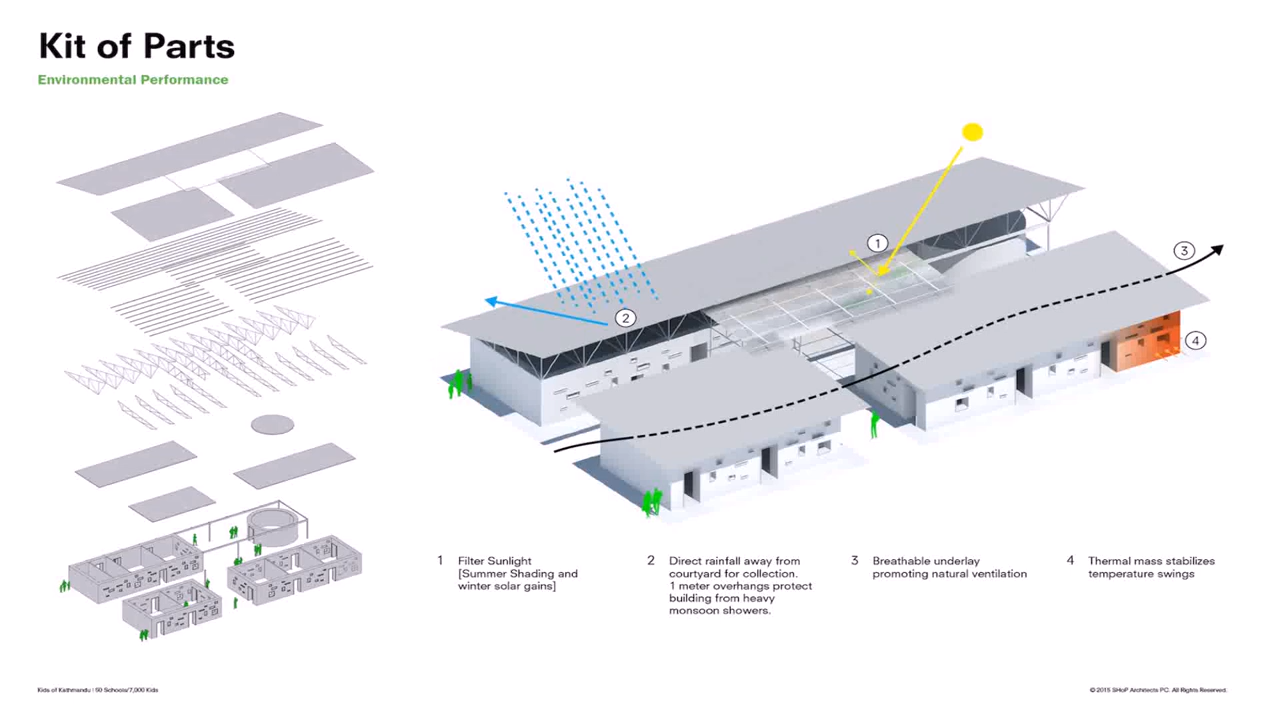 Kit of Parts
Environmental Performance
1
2
3
4
1 Filter Sunlight
[Summer Shading and
winter solar gains]
2 Direct rainfall away from
courtyard for collection.
1 meter overhangs protect
building from heavy
monsoon showers.
3 Breathable underlay
promoting natural ventilation
4 Thermal mass stabilizes
temperature swings
Kids of Kathmandu | 50 Schools/7,000 Kids
© 2015 SHoP Architects PC. All Rights Reserved.